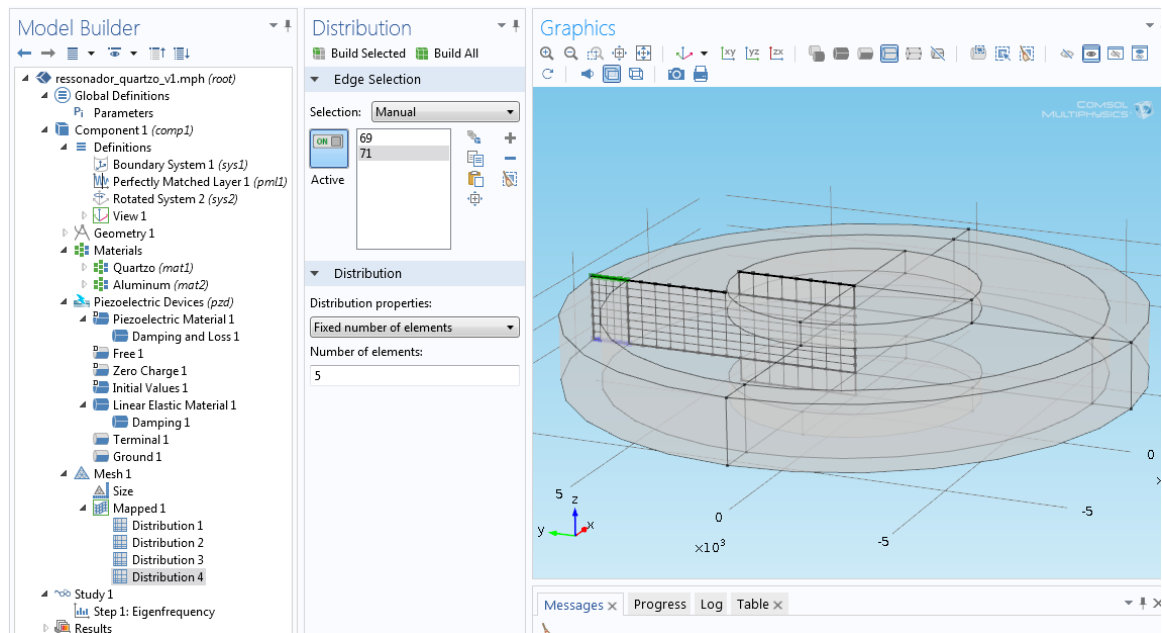 Model Builder
ressonador_quartzo_v1.mph (root)
Global Definitions
Pi Parameters
Component 1 (comp1)
Definitions
Boundary System 1 (sys1)
Perfectly Matched Layer 1 (pml1)
Rotated System 2 (sys2)
View 1
Geometry 1
Materials
Quartzo (mat1)
Aluminum (mat2)
Piezoelectric Devices (pzd)
Piezoelectric Material 1
Damping and Loss 1
Free 1
Zero Charge 1
Initial Values 1
Linear Elastic Material 1
Damping 1
Terminal 1
Ground 1
Mesh 1
Size
Mapped 1
Distribution 1
Distribution 2
Distribution 3
Distribution 4
Study 1
Step 1: Eigenfrequency
Results
Distribution
Build Selected Build All
Edge Selection
Selection: Manual
ON
Active
69
71
Distribution
Distribution properties:
Fixed number of elements
Number of elements:
5
Graphics
xy yz zx
COMSOL
MULTIPHYSICS
0
-5
5
0
-5
×10³
z
y
x
Messages Progress Log Table